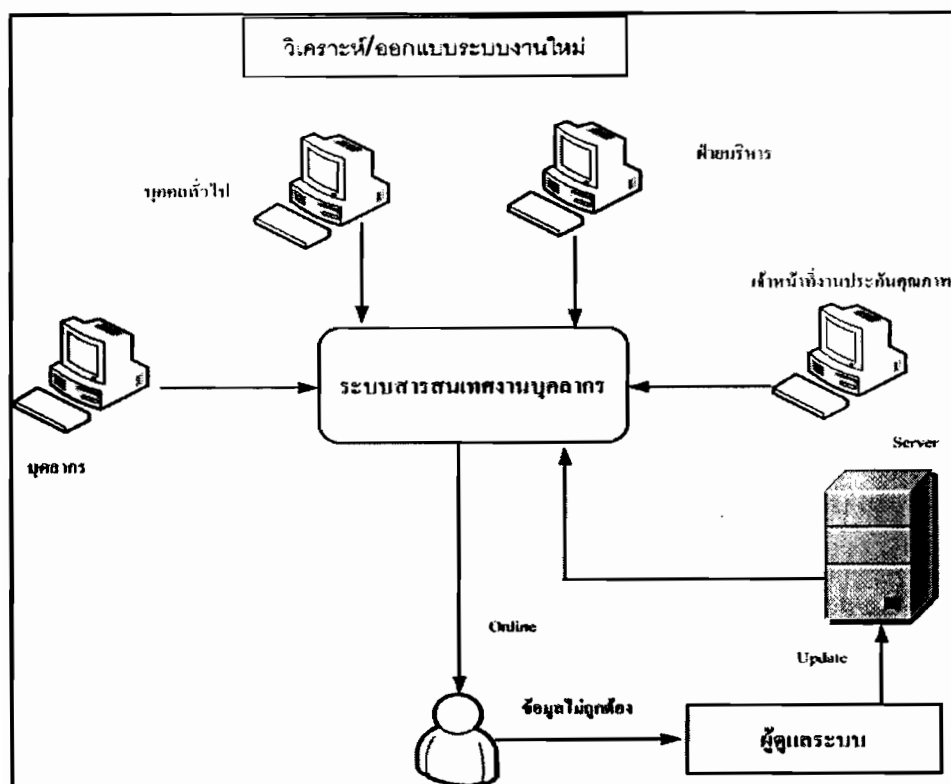 วิเคราะห์/ออกแบบระบบงานใหม่
ฝ่ายบริหาร
บุคคลทั่วไป
เจ้าหน้าที่งานประกันคุณภาพ
ระบบสารสนเทศงานบุคลากร
บุคลากร
Server
Online
Update
ข้อมูลไม่ถูกต้อง
ผู้ดูแลระบบ